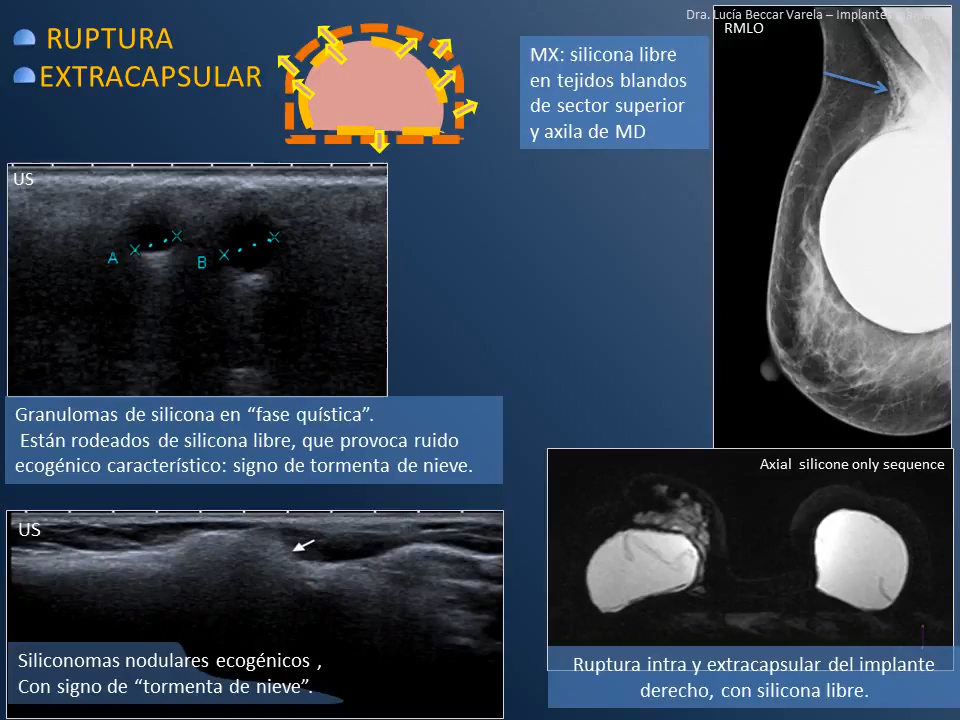 Dra. Lucía Beccar Varela – Implantes
RUPTURA
EXTRACAPSULAR
MX: silicona libre
en tejidos blandos
de sector superior
y axila de MD
RMLO
US
A
B
Granulomas de silicona en “fase quística”.
Están rodeados de silicona libre, que provoca ruido
ecogénico característico: signo de tormenta de nieve.
Axial silicone only sequence
US
Siliconomas nodulares ecogénicos ,
Con signo de “tormenta de nieve”.
Ruptura intra y extracapsular del implante
derecho, con silicona libre.